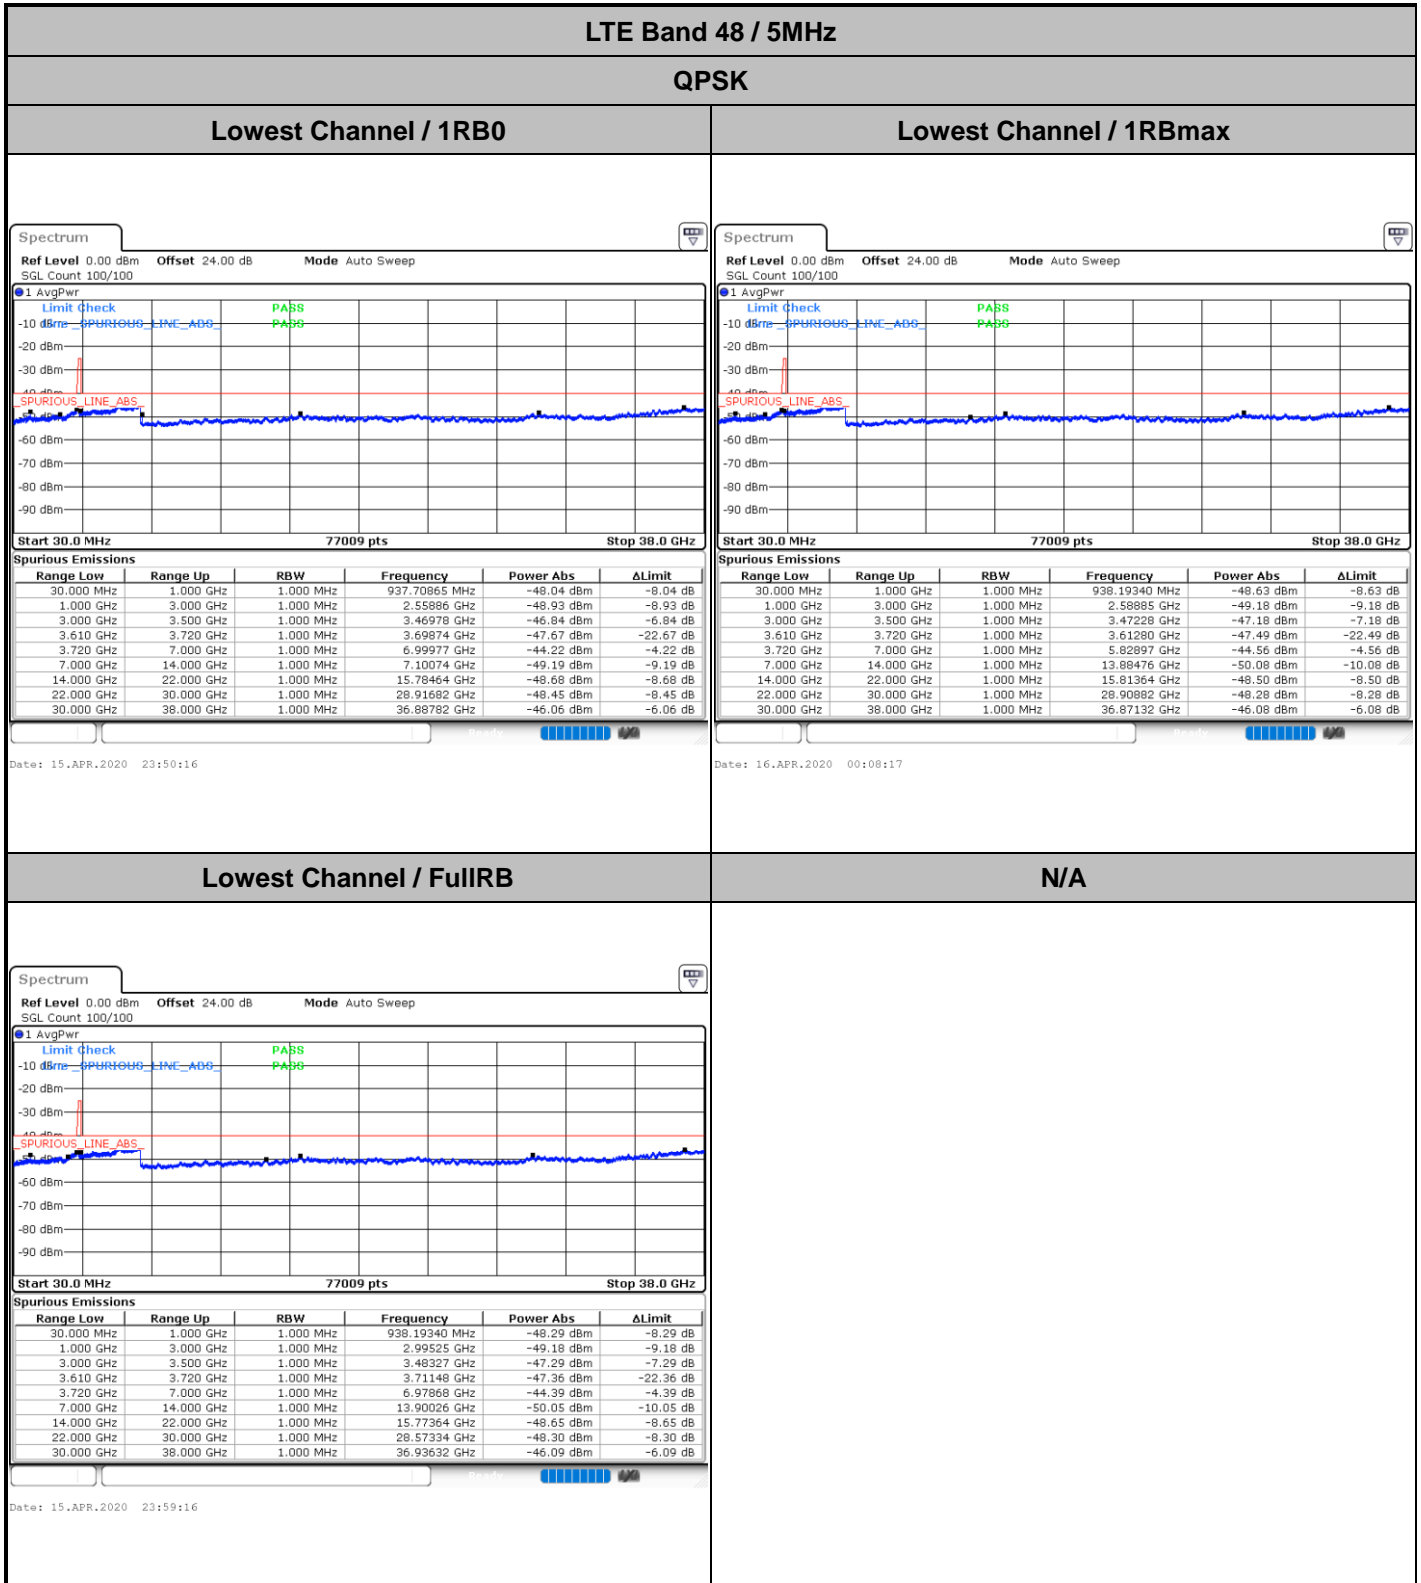 LTE Band 48 / 5MHz
QPSK
Lowest Channel / 1RB0
Lowest Channel / 1RBmax
Spectrum
Ref Level 0.00 dBm Offset 24.00 dB Mode Auto Sweep
SGL Count 100/100
1 AvgPwr
Limit Check PASS
-10 dBm _SPURIOUS_LINE_ABS_ PASS
-20 dBm
-30 dBm
-40 dBm
_SPURIOUS_LINE_ABS_
-50 dBm
-60 dBm
-70 dBm
-80 dBm
-90 dBm
Start 30.0 MHz 77009 pts Stop 38.0 GHz
Spurious Emissions
Range Low Range Up RBW Frequency Power Abs ΔLimit
30.000 MHz 1.000 GHz 1.000 MHz 937.70865 MHz -48.04 dBm -8.04 dB
1.000 GHz 3.000 GHz 1.000 MHz 2.55886 GHz -48.93 dBm -8.93 dB
3.000 GHz 3.500 GHz 1.000 MHz 3.46978 GHz -46.84 dBm -6.84 dB
3.610 GHz 3.720 GHz 1.000 MHz 3.69874 GHz -47.67 dBm -22.67 dB
3.720 GHz 7.000 GHz 1.000 MHz 6.99977 GHz -44.22 dBm -4.22 dB
7.000 GHz 14.000 GHz 1.000 MHz 7.10074 GHz -49.19 dBm -9.19 dB
14.000 GHz 22.000 GHz 1.000 MHz 15.78464 GHz -48.68 dBm -8.68 dB
22.000 GHz 30.000 GHz 1.000 MHz 28.91682 GHz -48.45 dBm -8.45 dB
30.000 GHz 38.000 GHz 1.000 MHz 36.88782 GHz -46.06 dBm -6.06 dB
Ready
Date: 15.APR.2020 23:50:16
Spectrum
Ref Level 0.00 dBm Offset 24.00 dB Mode Auto Sweep
SGL Count 100/100
1 AvgPwr
Limit Check PASS
-10 dBm _SPURIOUS_LINE_ABS_ PASS
-20 dBm
-30 dBm
-40 dBm
_SPURIOUS_LINE_ABS_
-50 dBm
-60 dBm
-70 dBm
-80 dBm
-90 dBm
Start 30.0 MHz 77009 pts Stop 38.0 GHz
Spurious Emissions
Range Low Range Up RBW Frequency Power Abs ΔLimit
30.000 MHz 1.000 GHz 1.000 MHz 938.19340 MHz -48.63 dBm -8.63 dB
1.000 GHz 3.000 GHz 1.000 MHz 2.58885 GHz -49.18 dBm -9.18 dB
3.000 GHz 3.500 GHz 1.000 MHz 3.47228 GHz -47.18 dBm -7.18 dB
3.610 GHz 3.720 GHz 1.000 MHz 3.61280 GHz -47.49 dBm -22.49 dB
3.720 GHz 7.000 GHz 1.000 MHz 5.82897 GHz -44.56 dBm -4.56 dB
7.000 GHz 14.000 GHz 1.000 MHz 13.88476 GHz -50.08 dBm -10.08 dB
14.000 GHz 22.000 GHz 1.000 MHz 15.81364 GHz -48.50 dBm -8.50 dB
22.000 GHz 30.000 GHz 1.000 MHz 28.90882 GHz -48.28 dBm -8.28 dB
30.000 GHz 38.000 GHz 1.000 MHz 36.87132 GHz -46.08 dBm -6.08 dB
Ready
Date: 16.APR.2020 00:08:17
Lowest Channel / FullRB
N/A
Spectrum
Ref Level 0.00 dBm Offset 24.00 dB Mode Auto Sweep
SGL Count 100/100
1 AvgPwr
Limit Check PASS
-10 dBm _SPURIOUS_LINE_ABS_ PASS
-20 dBm
-30 dBm
-40 dBm
_SPURIOUS_LINE_ABS_
-50 dBm
-60 dBm
-70 dBm
-80 dBm
-90 dBm
Start 30.0 MHz 77009 pts Stop 38.0 GHz
Spurious Emissions
Range Low Range Up RBW Frequency Power Abs ΔLimit
30.000 MHz 1.000 GHz 1.000 MHz 938.19340 MHz -48.29 dBm -8.29 dB
1.000 GHz 3.000 GHz 1.000 MHz 2.99525 GHz -49.18 dBm -9.18 dB
3.000 GHz 3.500 GHz 1.000 MHz 3.48327 GHz -47.29 dBm -7.29 dB
3.610 GHz 3.720 GHz 1.000 MHz 3.71148 GHz -47.36 dBm -22.36 dB
3.720 GHz 7.000 GHz 1.000 MHz 6.97868 GHz -44.39 dBm -4.39 dB
7.000 GHz 14.000 GHz 1.000 MHz 13.90026 GHz -50.05 dBm -10.05 dB
14.000 GHz 22.000 GHz 1.000 MHz 15.77364 GHz -48.65 dBm -8.65 dB
22.000 GHz 30.000 GHz 1.000 MHz 28.57334 GHz -48.30 dBm -8.30 dB
30.000 GHz 38.000 GHz 1.000 MHz 36.93632 GHz -46.09 dBm -6.09 dB
Ready
Date: 15.APR.2020 23:59:16